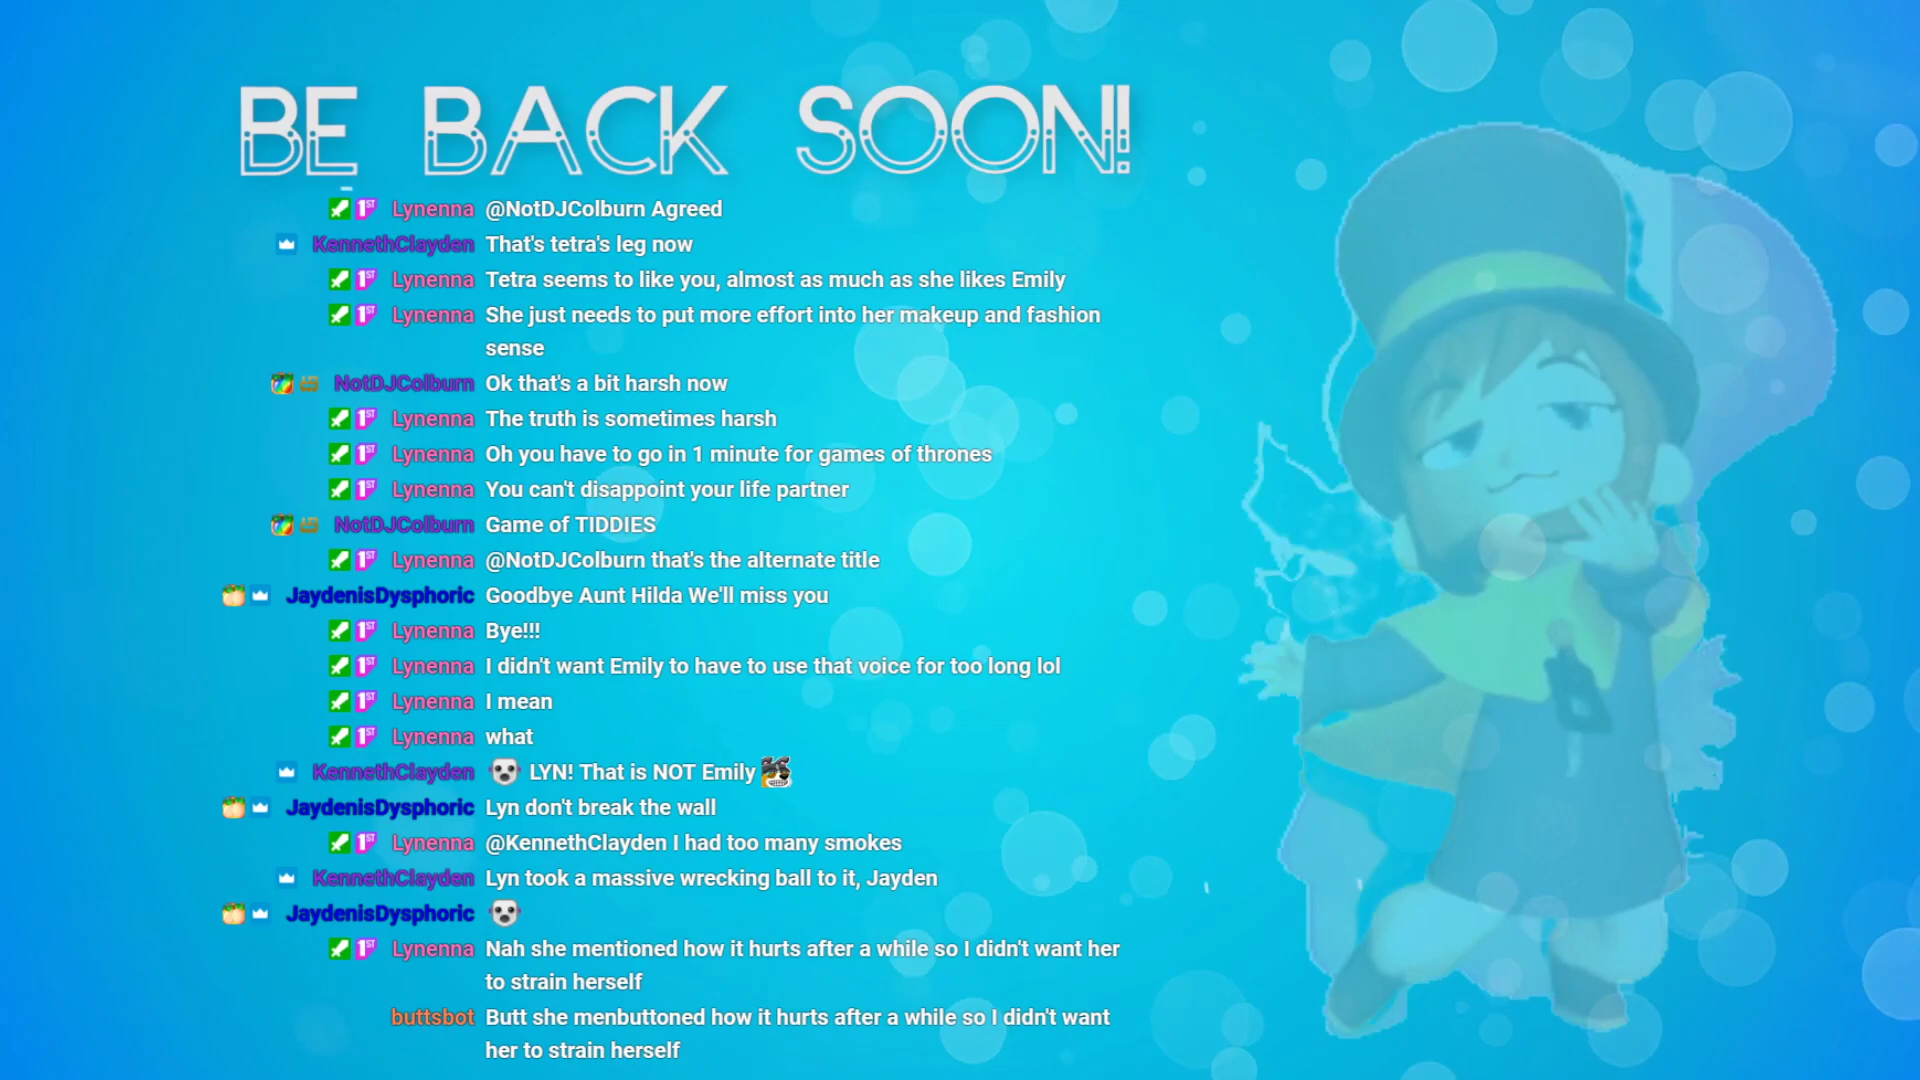 BE BACK SOON!
Lynenna @NotDJColburn Agreed
KennethClayden That's tetra's leg now
Lynenna Tetra seems to like you, almost as much as she likes Emily
Lynenna She just needs to put more effort into her makeup and fashion
sense
NotDJColburn Ok that's a bit harsh now
Lynenna The truth is sometimes harsh
Lynenna Oh you have to go in 1 minute for games of thrones
Lynenna You can't disappoint your life partner
NotDJColburn Game of TIDDIES
Lynenna @NotDJColburn that's the alternate title
JaydenisDysphoric Goodbye Aunt Hilda We'll miss you
Lynenna Bye!!!
Lynenna I didn't want Emily to have to use that voice for too long lol
Lynenna I mean
Lynenna what
KennethClayden LYN! That is NOT Emily
JaydenisDysphoric Lyn don't break the wall
Lynenna @KennethClayden I had too many smokes
KennethClayden Lyn took a massive wrecking ball to it, Jayden
JaydenisDysphoric
Lynenna Nah she mentioned how it hurts after a while so I didn't want her
to strain herself
buttsbot Butt she menbuttoned how it hurts after a while so I didn't want
her to strain herself